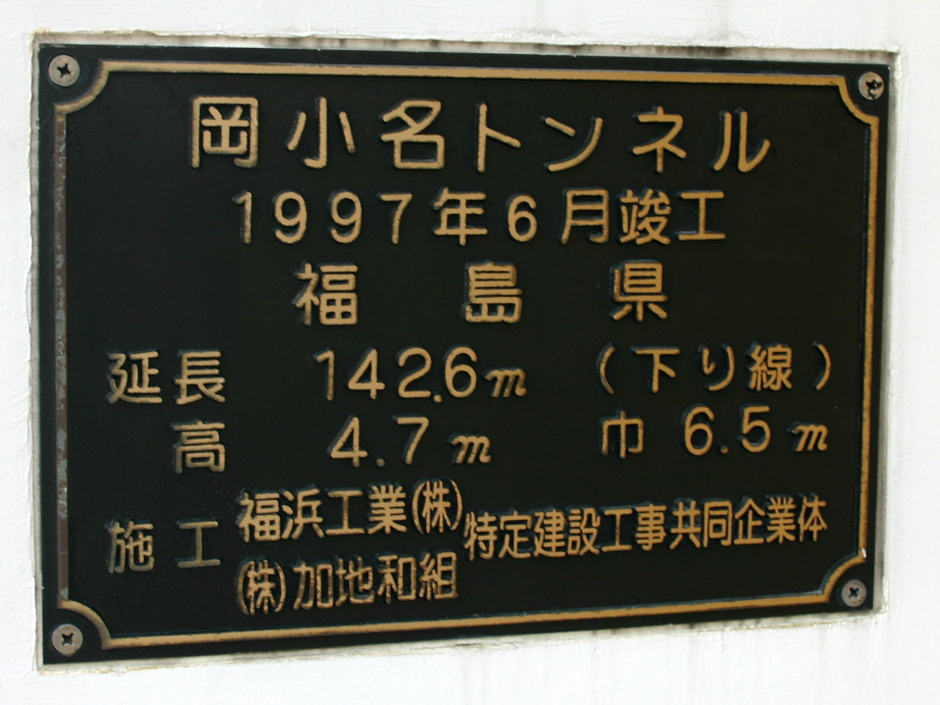 岡小名トンネル
1997年6月竣工
福島県
延長 142.6m (下り線)
高 4.7m 巾 6.5m
施工 福浜工業(株) 特定建設工事共同企業体
(株)加地和組